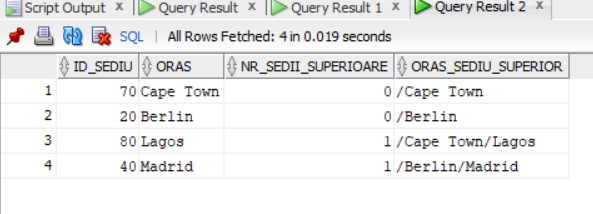 Script Output x Query Result x Query Result 1 x Query Result 2 x
SQL | All Rows Fetched: 4 in 0.019 seconds
ID_SEDIU ORAS NR_SEDII_SUPERIOARE ORAS_SEDIU_SUPERIOR
1 70 Cape Town 0 /Cape Town
2 20 Berlin 0 /Berlin
3 80 Lagos 1 /Cape Town/Lagos
4 40 Madrid 1 /Berlin/Madrid